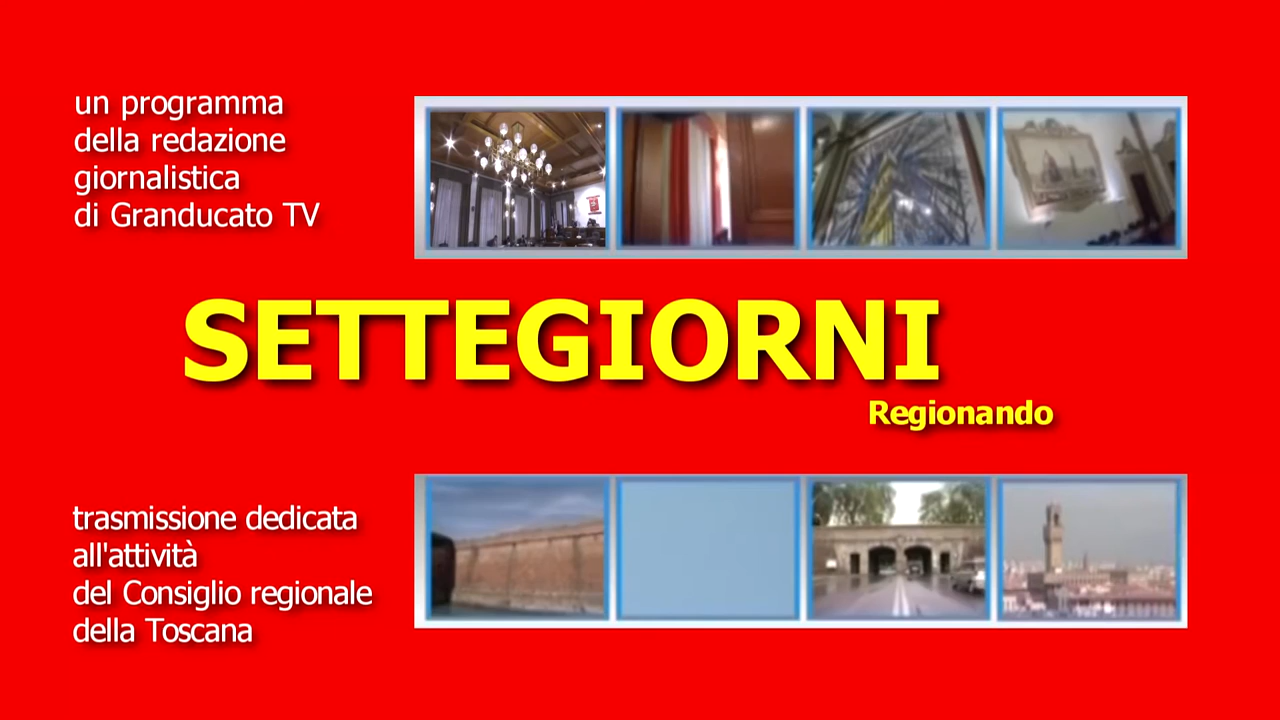 un programma
della redazione
giornalistica
di Granducato TV
SETTEGIORNI
Regionando
trasmissione dedicata
all'attività
del Consiglio regionale
della Toscana